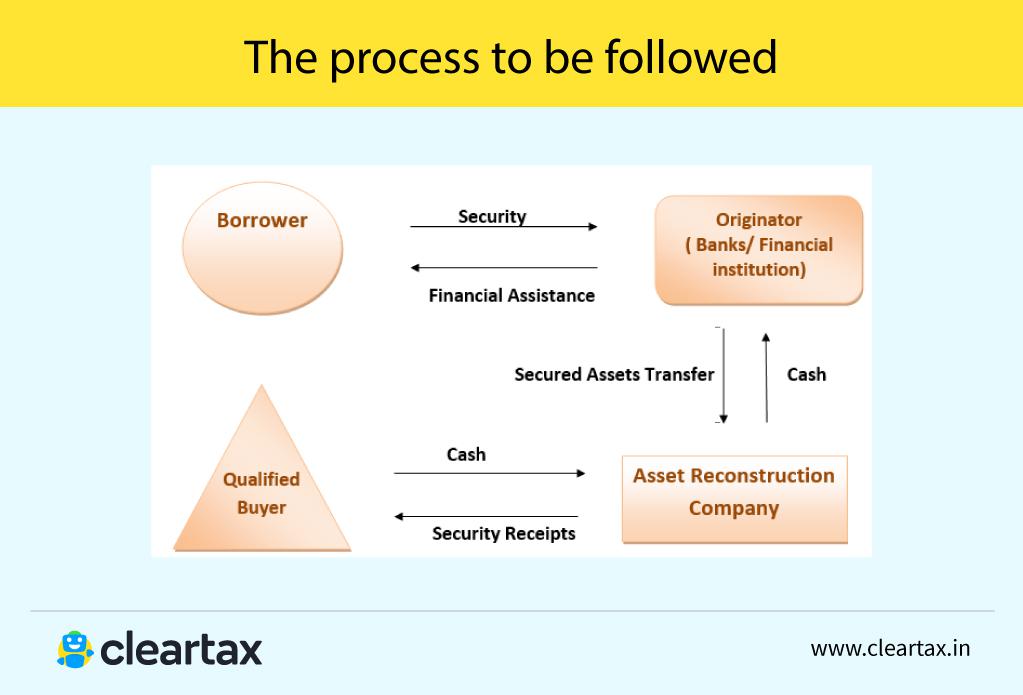 The process to be followed
Borrower
Security
Financial Assistance
Originator
( Banks/ Financial
institution)
Secured Assets Transfer
Cash
Qualified
Buyer
Cash
Security Receipts
Asset Reconstruction
Company
cleartax
www.cleartax.in